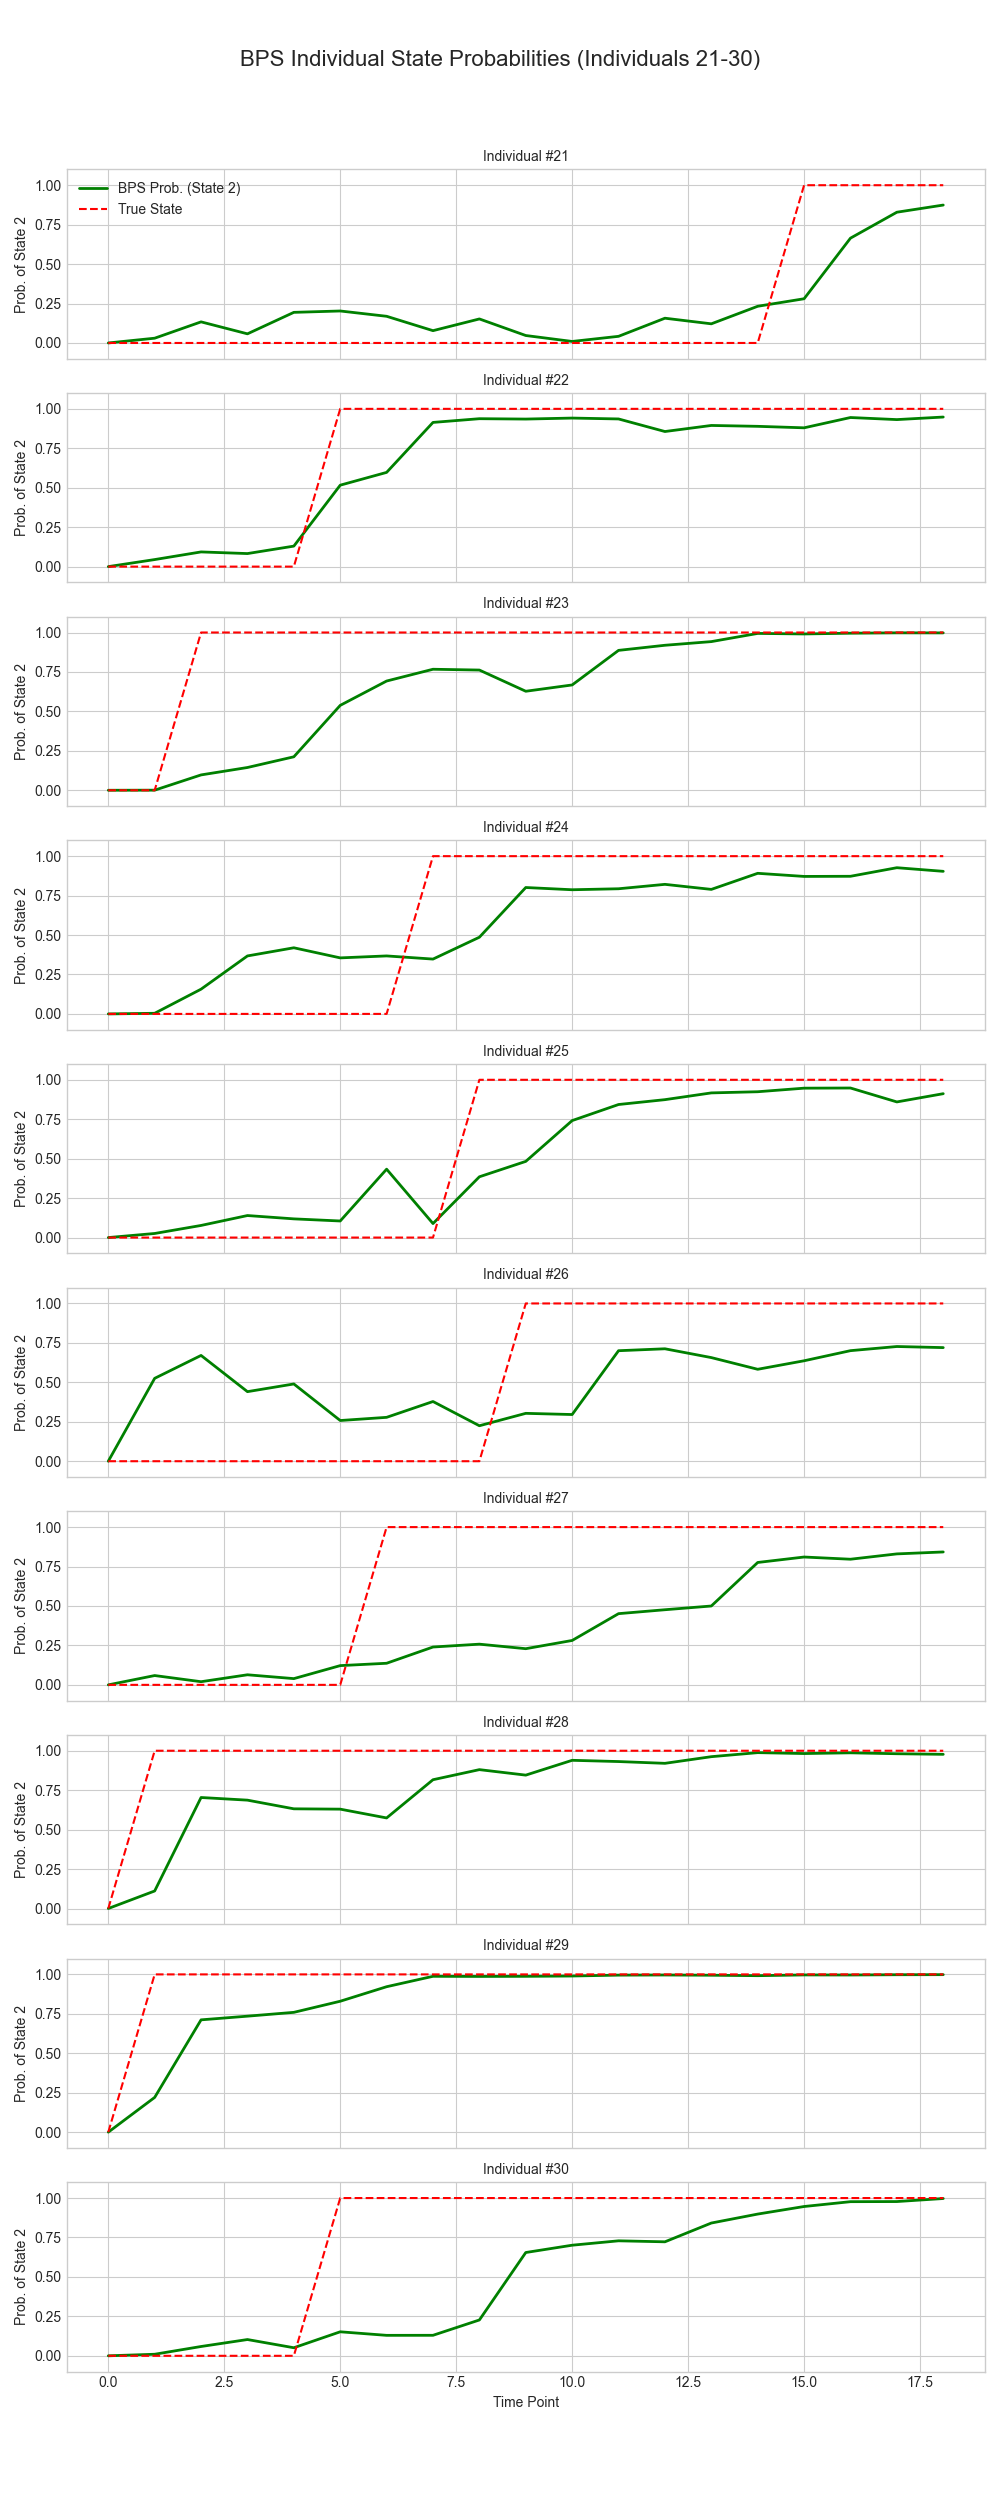 BPS Individual State Probabilities (Individuals 21-30)
Individual #21
BPS Prob. (State 2)
True State
1.00
0.75
0.50
0.25
0.00
Prob. of State 2
Individual #22
1.00
0.75
0.50
0.25
0.00
Prob. of State 2
Individual #23
1.00
0.75
0.50
0.25
0.00
Prob. of State 2
Individual #24
1.00
0.75
0.50
0.25
0.00
Prob. of State 2
Individual #25
1.00
0.75
0.50
0.25
0.00
Prob. of State 2
Individual #26
1.00
0.75
0.50
0.25
0.00
Prob. of State 2
Individual #27
1.00
0.75
0.50
0.25
0.00
Prob. of State 2
Individual #28
1.00
0.75
0.50
0.25
0.00
Prob. of State 2
Individual #29
1.00
0.75
0.50
0.25
0.00
Prob. of State 2
Individual #30
1.00
0.75
0.50
0.25
0.00
Prob. of State 2
0.0 2.5 5.0 7.5 10.0 12.5 15.0 17.5
Time Point